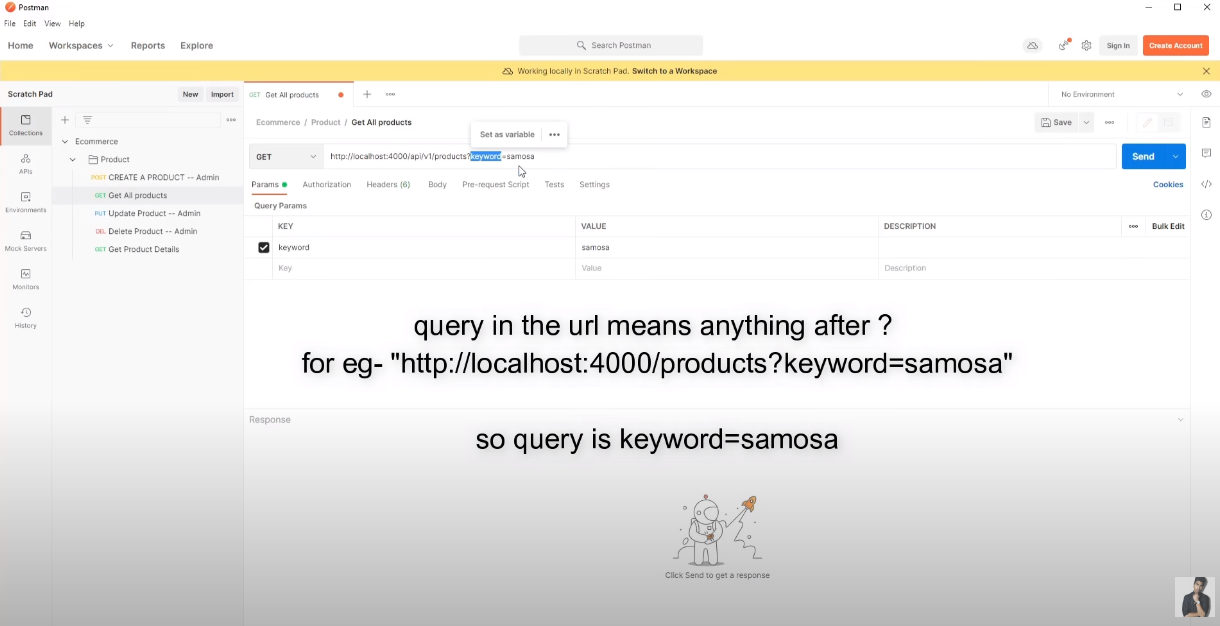 Postman
File Edit View Help
Home Workspaces Reports Explore
Search Postman
Sign In
Create Account
Working locally in Scratch Pad. Switch to a Workspace
Scratch Pad
New Import
GET Get All products
No Environment
Collections
APIs
Environments
Mock Servers
Monitors
History
Ecommerce
Product
POST CREATE A PRODUCT -- Admin
GET Get All products
PUT Update Product -- Admin
DEL Delete Product -- Admin
GET Get Product Details
Ecommerce / Product / Get All products
Save
Set as variable
GET
http://localhost:4000/api/v1/products?keyword=samosa
Send
Params Authorization Headers (6) Body Pre-request Script Tests Settings
Cookies
Query Params
KEY VALUE DESCRIPTION
Bulk Edit
keyword samosa
Key Value Description
query in the url means anything after ?
for eg- "http://localhost:4000/products?keyword=samosa"
Response
so query is keyword=samosa
Click Send to get a response